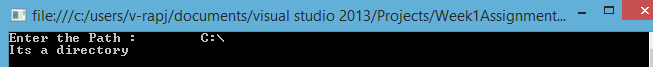 file:///c:/users/v-rapj/documents/visual studio 2013/Projects/Week1Assignment...
Enter the Path :        C:\
Its a directory